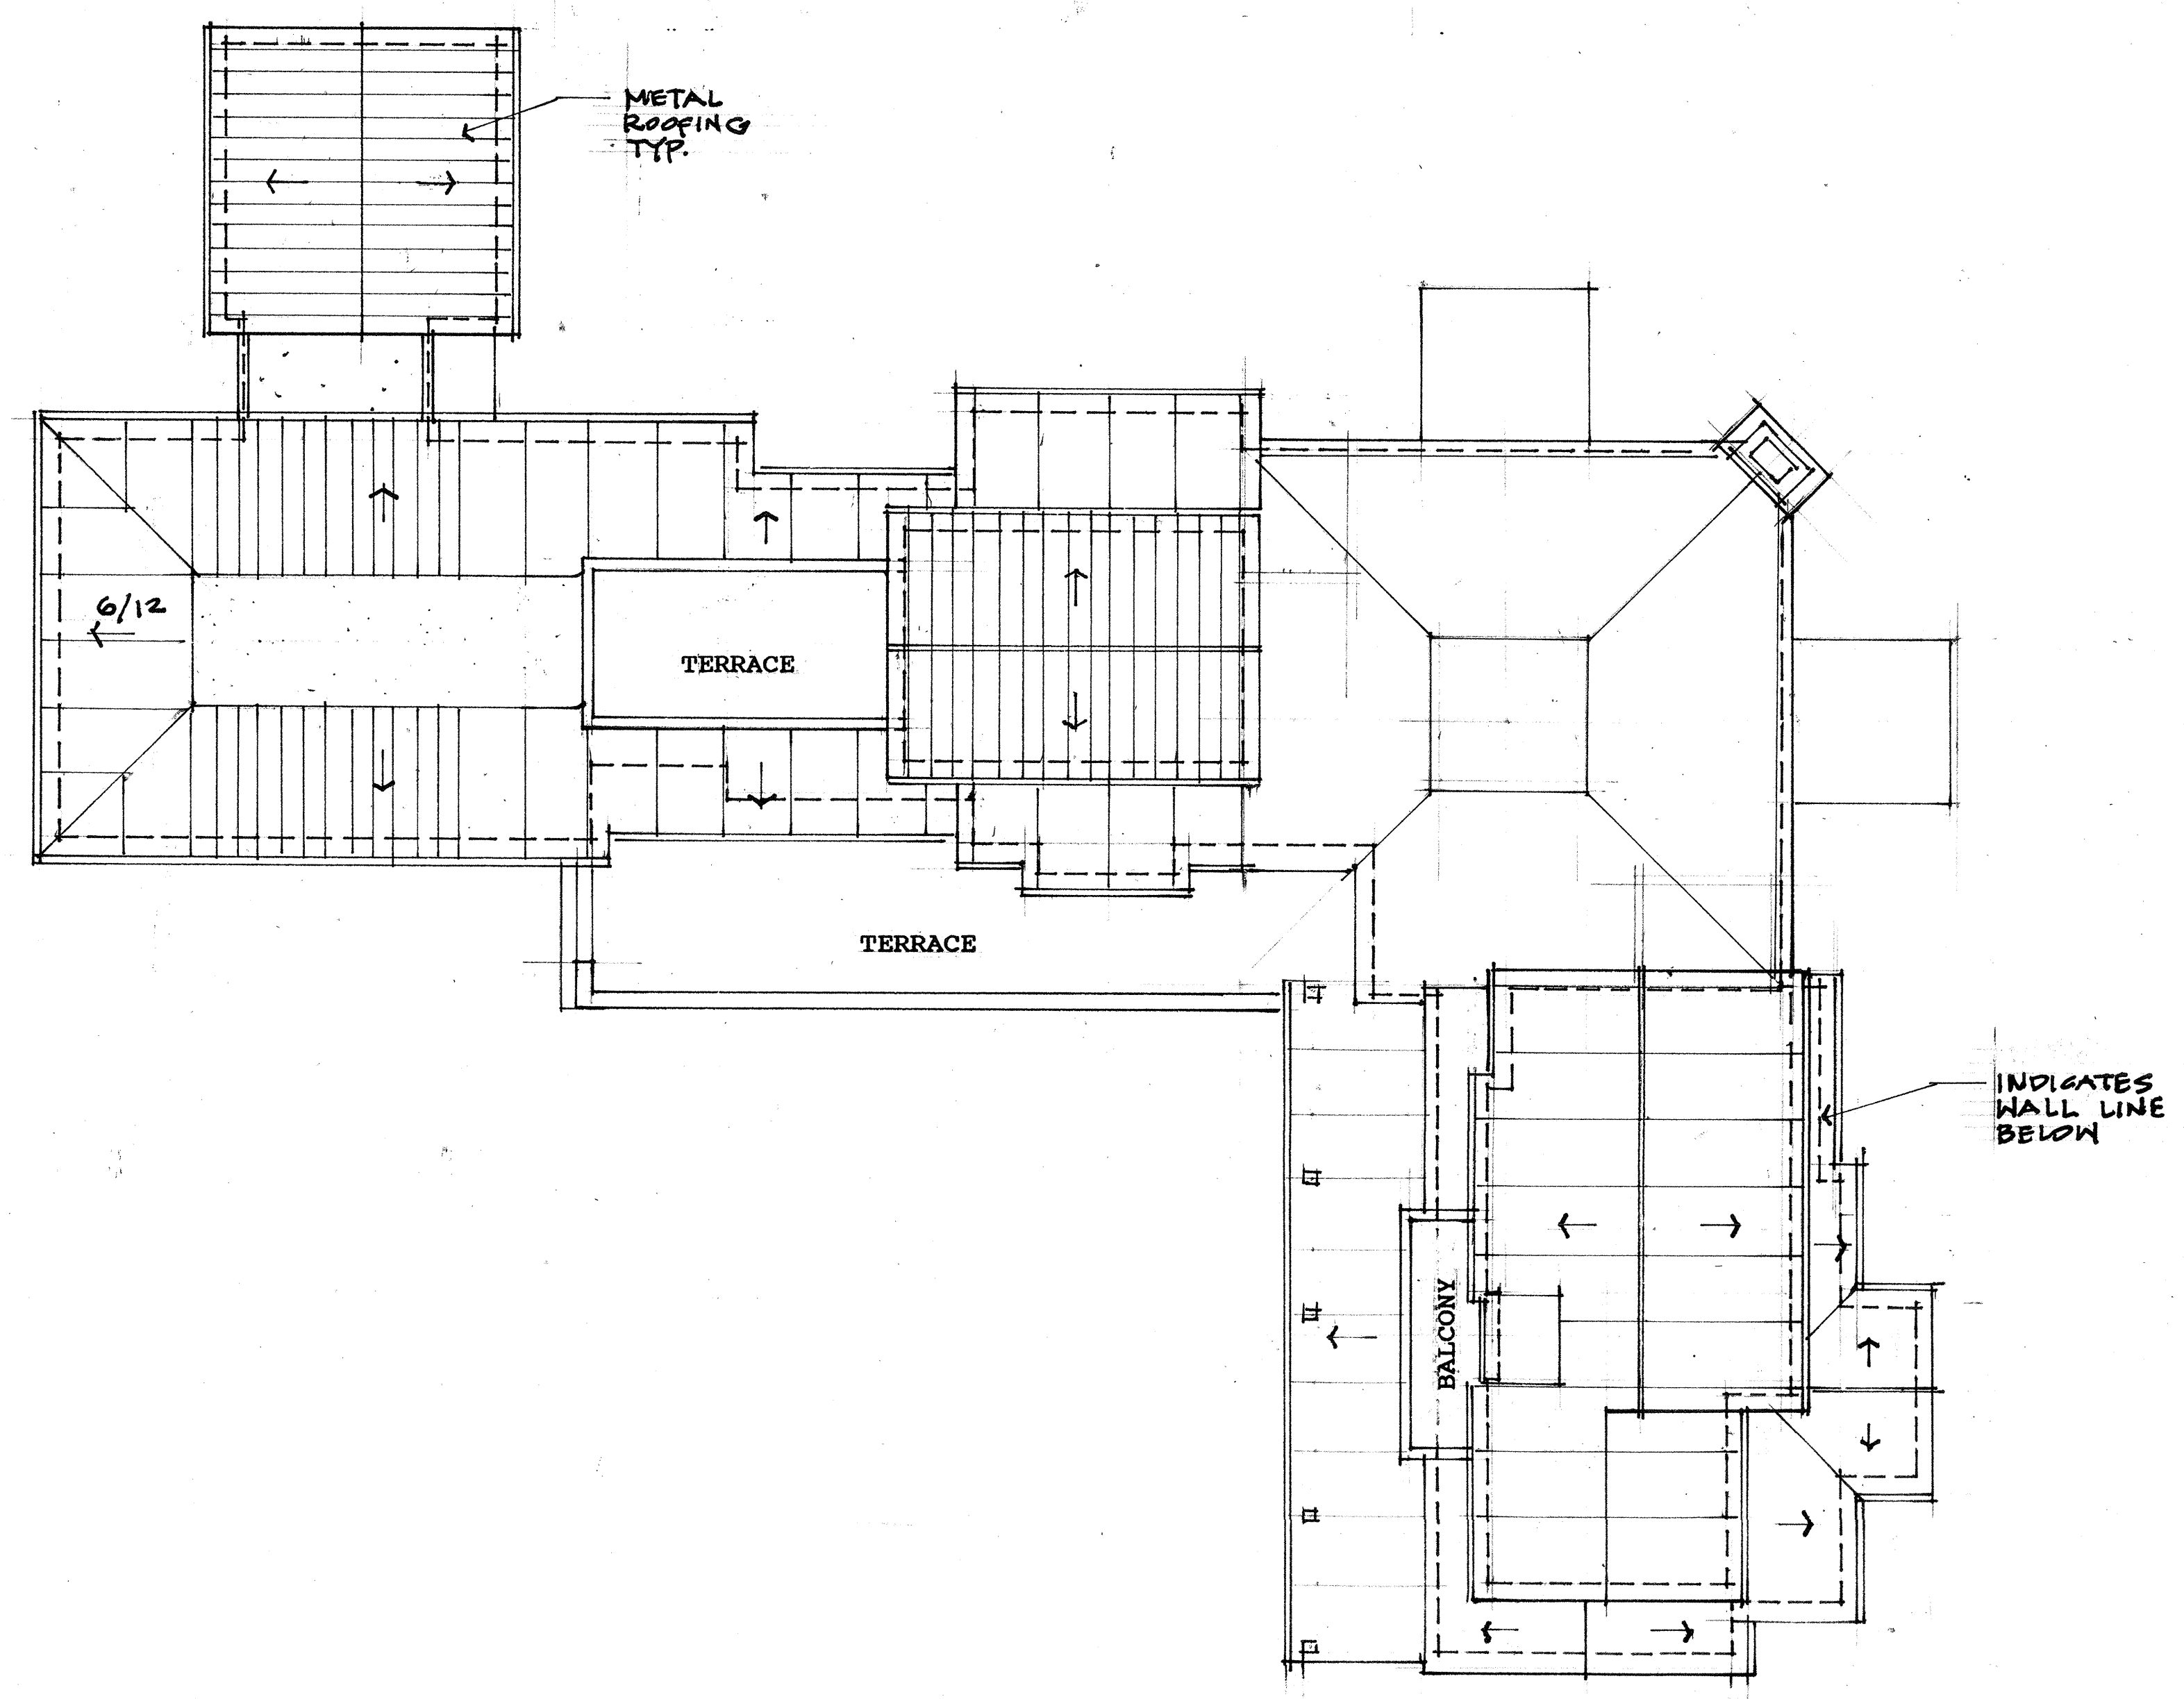 METAL
ROOFING
TYP.
6/12
TERRACE
TERRACE
INDICATES
WALL LINE
BELOW
BALCONY